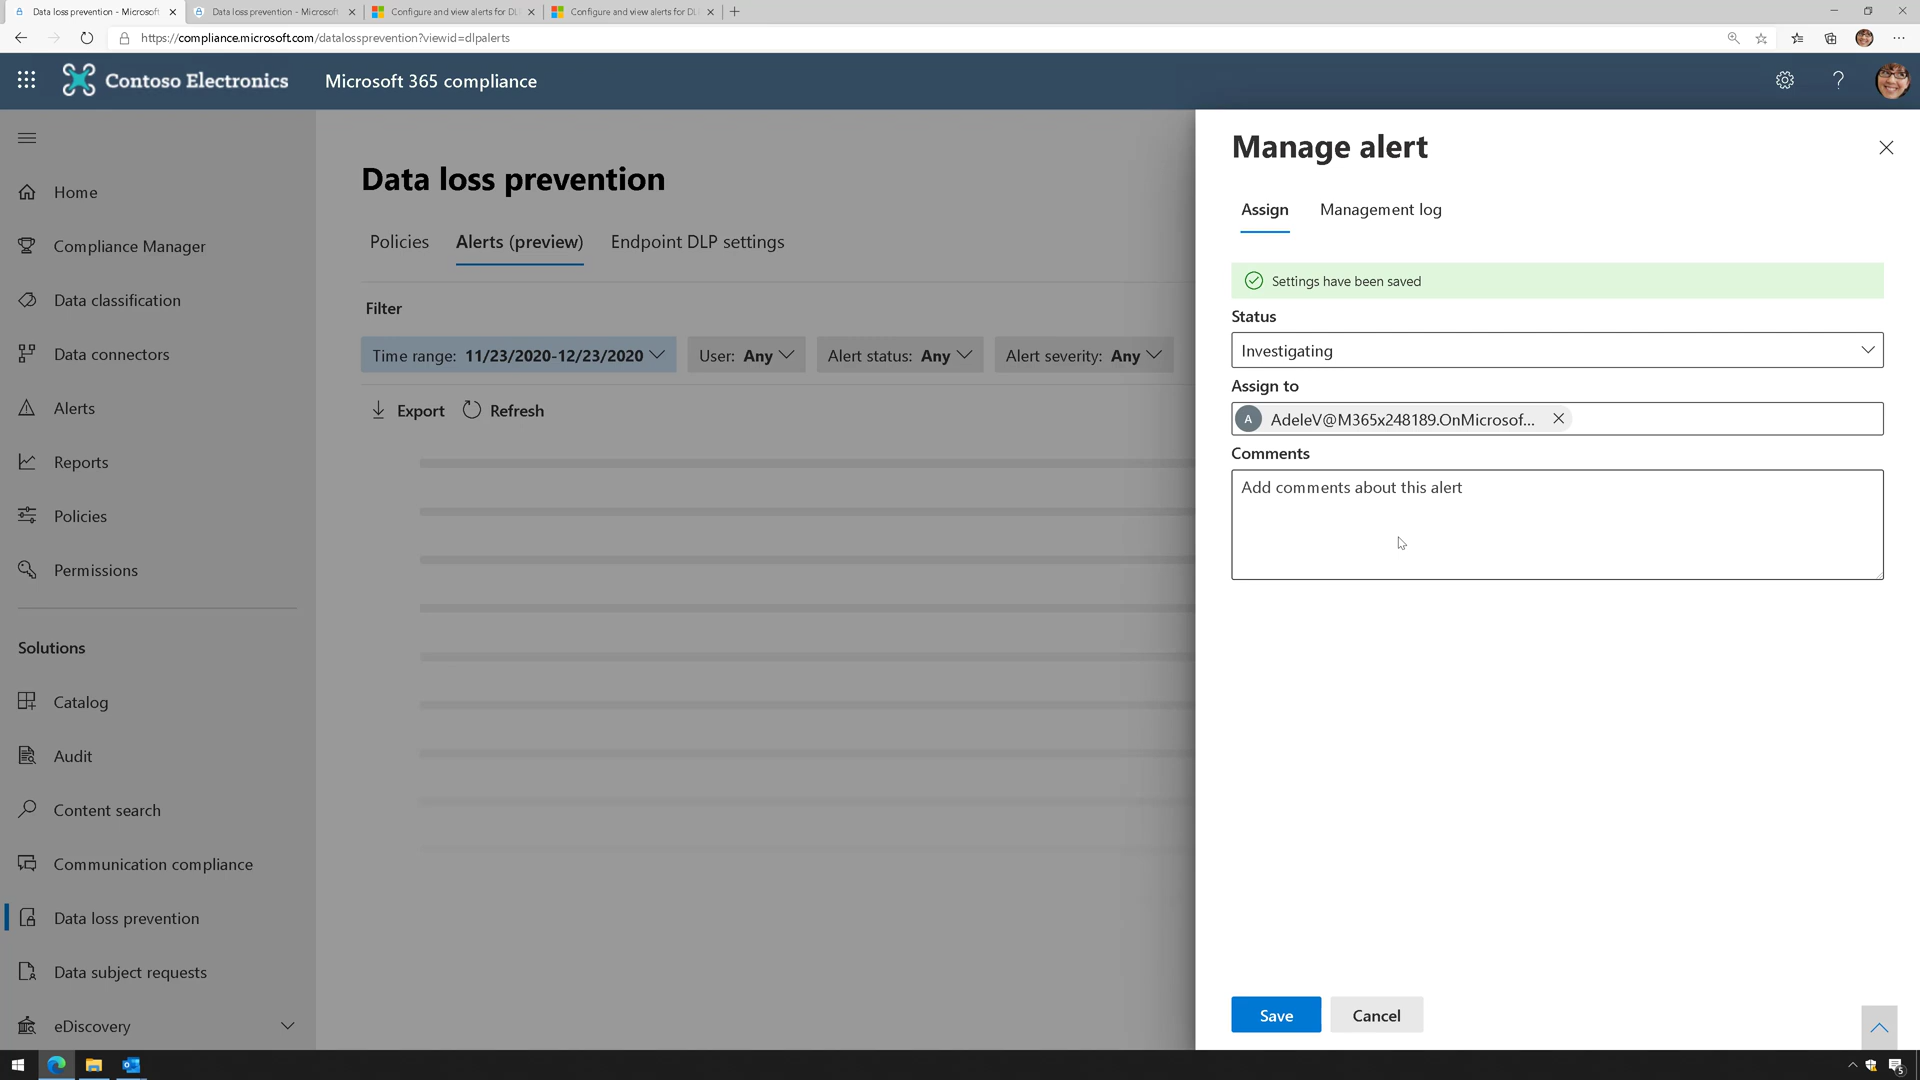 Data loss prevention - Microsoft
Data loss prevention - Microsoft
Configure and view alerts for DL
Configure and view alerts for DL
https://compliance.microsoft.com/datalossprevention?viewid=dlpalerts
Contoso Electronics
Microsoft 365 compliance
?
Home
Compliance Manager
Data classification
Data connectors
Alerts
Reports
Policies
Permissions
Solutions
Catalog
Audit
Content search
Communication compliance
Data loss prevention
Data subject requests
eDiscovery
Data loss prevention
Policies
Alerts (preview)
Endpoint DLP settings
Filter
Time range: 11/23/2020-12/23/2020
User: Any
Alert status: Any
Alert severity: Any
Export
Refresh
Manage alert
Assign
Management log
Settings have been saved
Status
Investigating
Assign to
A
AdeleV@M365x248189.OnMicrosof...
Comments
Add comments about this alert
Save
Cancel
5